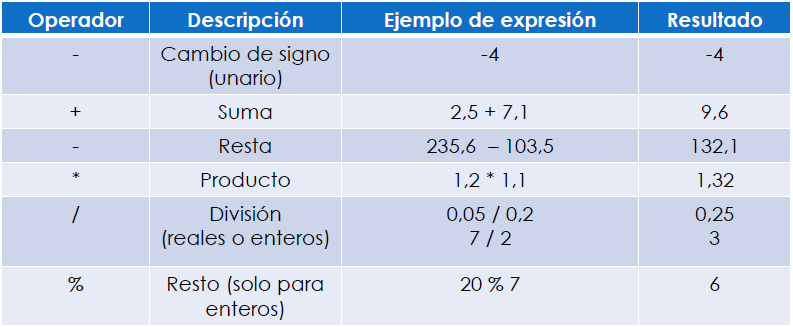 Operador Descripción Ejemplo de expresión Resultado
- Cambio de signo (unario) -4 -4
+ Suma 2,5 + 7,1 9,6
- Resta 235,6 – 103,5 132,1
* Producto 1,2 * 1,1 1,32
/ División (reales o enteros) 0,05 / 0,2 7 / 2 0,25 3
% Resto (solo para enteros) 20 % 7 6